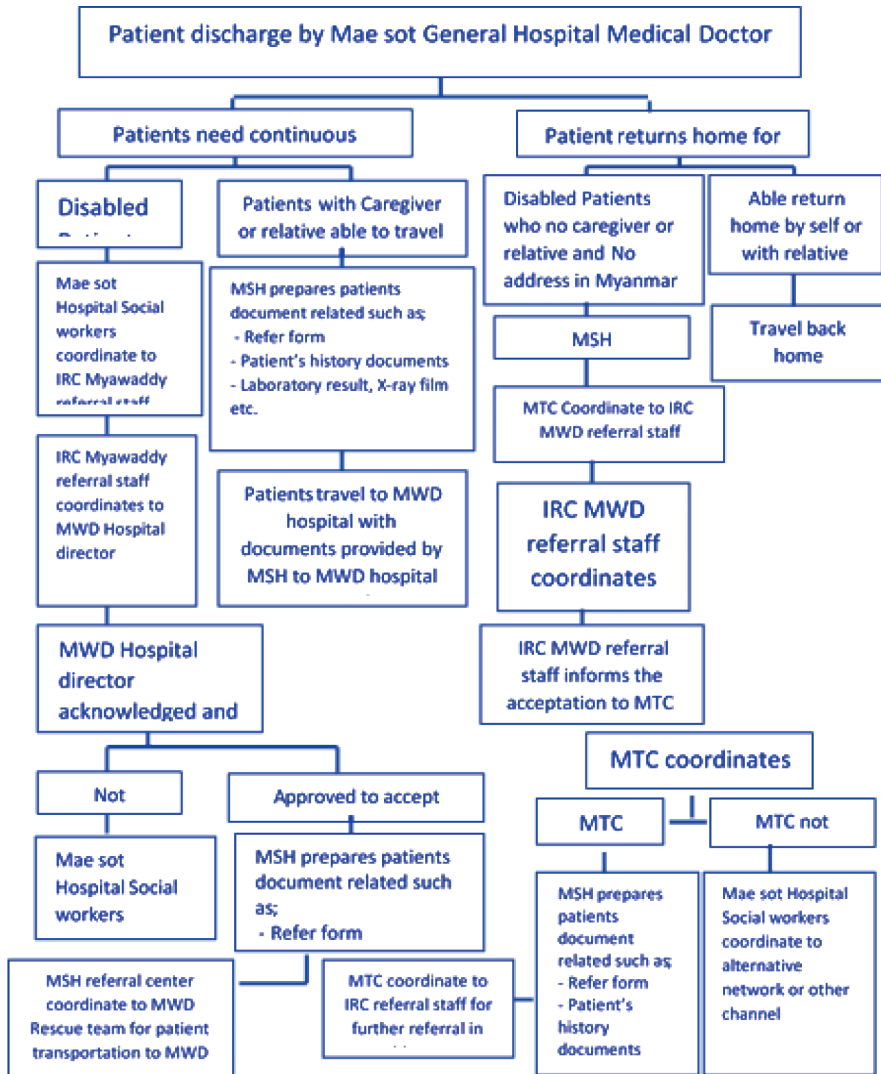 Patient discharge by Mae sot General Hospital Medical Doctor
Patients need continuous
Patient returns home for
Disabled
Patients with Caregiver
or relative able to travel
Disabled Patients
who no caregiver or
relative and No
address in Myanmar
Able return
home by self or
with relative
Mae sot
Hospital Social
workers
coordinate to
IRC Myawaddy
referral staff
MSH prepares patients
document related such as;
- Refer form
- Patient's history documents
- Laboratory result, X-ray film
etc.
MSH
Travel back
home
MTC Coordinate to IRC
MWD referral staff
IRC Myawaddy
referral staff
coordinates to
MWD Hospital
director
Patients travel to MWD
hospital with
documents provided by
MSH to MWD hospital
IRC MWD
referral staff
coordinates
MWD Hospital
director
acknowledged and
IRC MWD referral
staff informs the
acceptation to MTC
MTC coordinates
Not
Approved to accept
MTC
MTC not
Mae sot
Hospital Social
workers
MSH prepares patients
document related such
as;
- Refer form
MSH prepares
patients
document
related such as;
- Refer form
- Patient's
history
documents
Mae sot Hospital
Social workers
coordinate to
alternative
network or other
channel
MSH referral center
coordinate to MWD
Rescue team for patient
transportation to MWD
MTC coordinate to
IRC referral staff for
further referral in